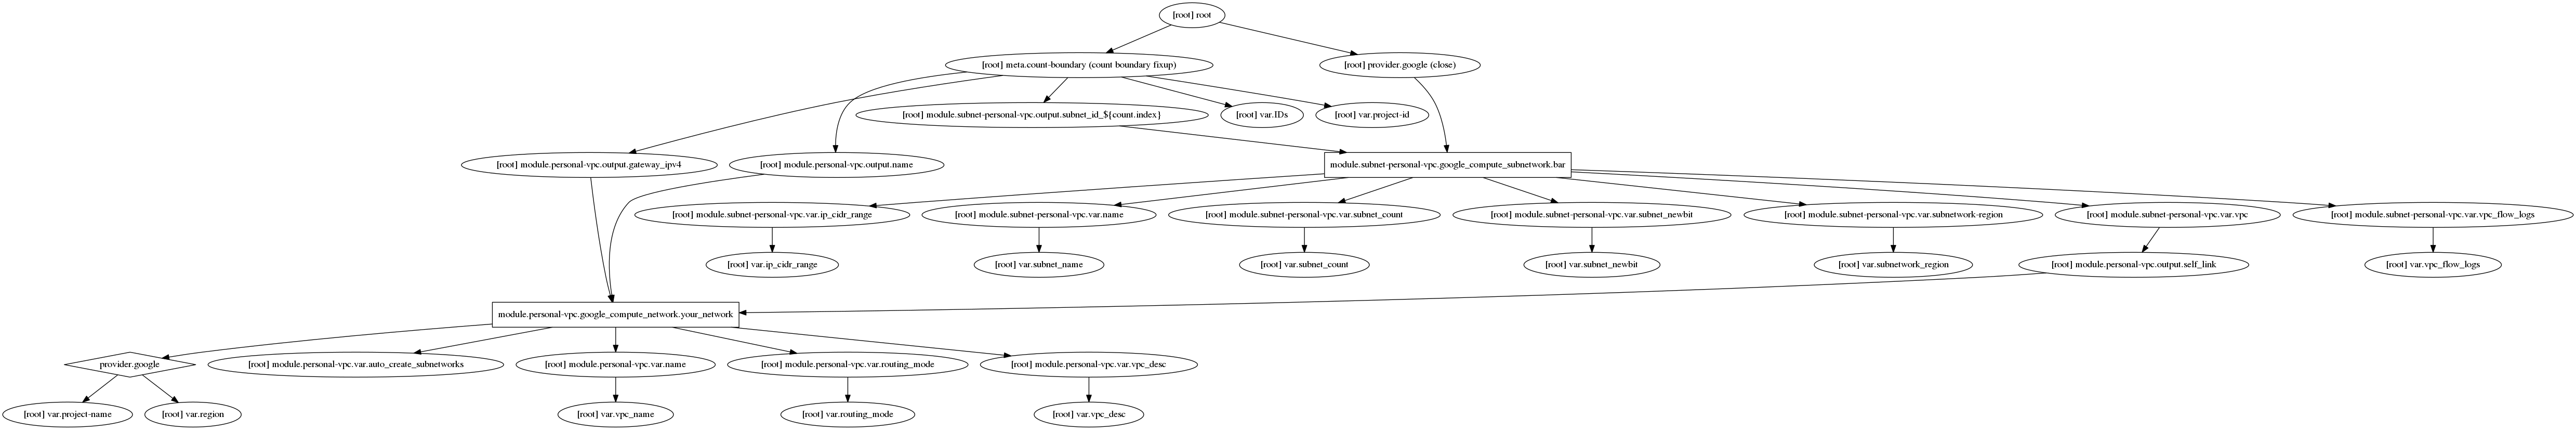 [root] root
[root] meta.count-boundary (count boundary fixup)
[root] provider.google (close)
[root] module.subnet-personal-vpc.output.subnet_id_${count.index}
[root] var.IDs
[root] var.project-id
[root] module.personal-vpc.output.gateway_ipv4
[root] module.personal-vpc.output.name
module.subnet-personal-vpc.google_compute_subnetwork.bar
[root] module.subnet-personal-vpc.var.ip_cidr_range
[root] module.subnet-personal-vpc.var.name
[root] module.subnet-personal-vpc.var.subnet_count
[root] module.subnet-personal-vpc.var.subnet_newbit
[root] module.subnet-personal-vpc.var.subnetwork-region
[root] module.subnet-personal-vpc.var.vpc
[root] module.subnet-personal-vpc.var.vpc_flow_logs
[root] var.ip_cidr_range
[root] var.subnet_name
[root] var.subnet_count
[root] var.subnet_newbit
[root] var.subnetwork_region
[root] module.personal-vpc.output.self_link
[root] var.vpc_flow_logs
module.personal-vpc.google_compute_network.your_network
provider.google
[root] module.personal-vpc.var.auto_create_subnetworks
[root] module.personal-vpc.var.name
[root] module.personal-vpc.var.routing_mode
[root] module.personal-vpc.var.vpc_desc
[root] var.project-name
[root] var.region
[root] var.vpc_name
[root] var.routing_mode
[root] var.vpc_desc